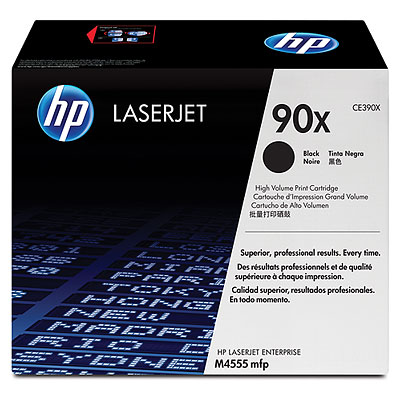 hp
hp
LASERJET
90x
CE390X
Black Tinta Negra
Noire 黑色
High Volume Print Cartridge
Cartouche d'Impression Grand Volume
Cartucho de Alto Volumen
批量打印硒鼓
Superior, professional results. Every time.
Des résultats professionnels et de qualité
supérieure à chaque impression.
Calidad superior, resultados profesionales.
En todo momento.
HP LASERJET ENTERPRISE
M4555 mfp